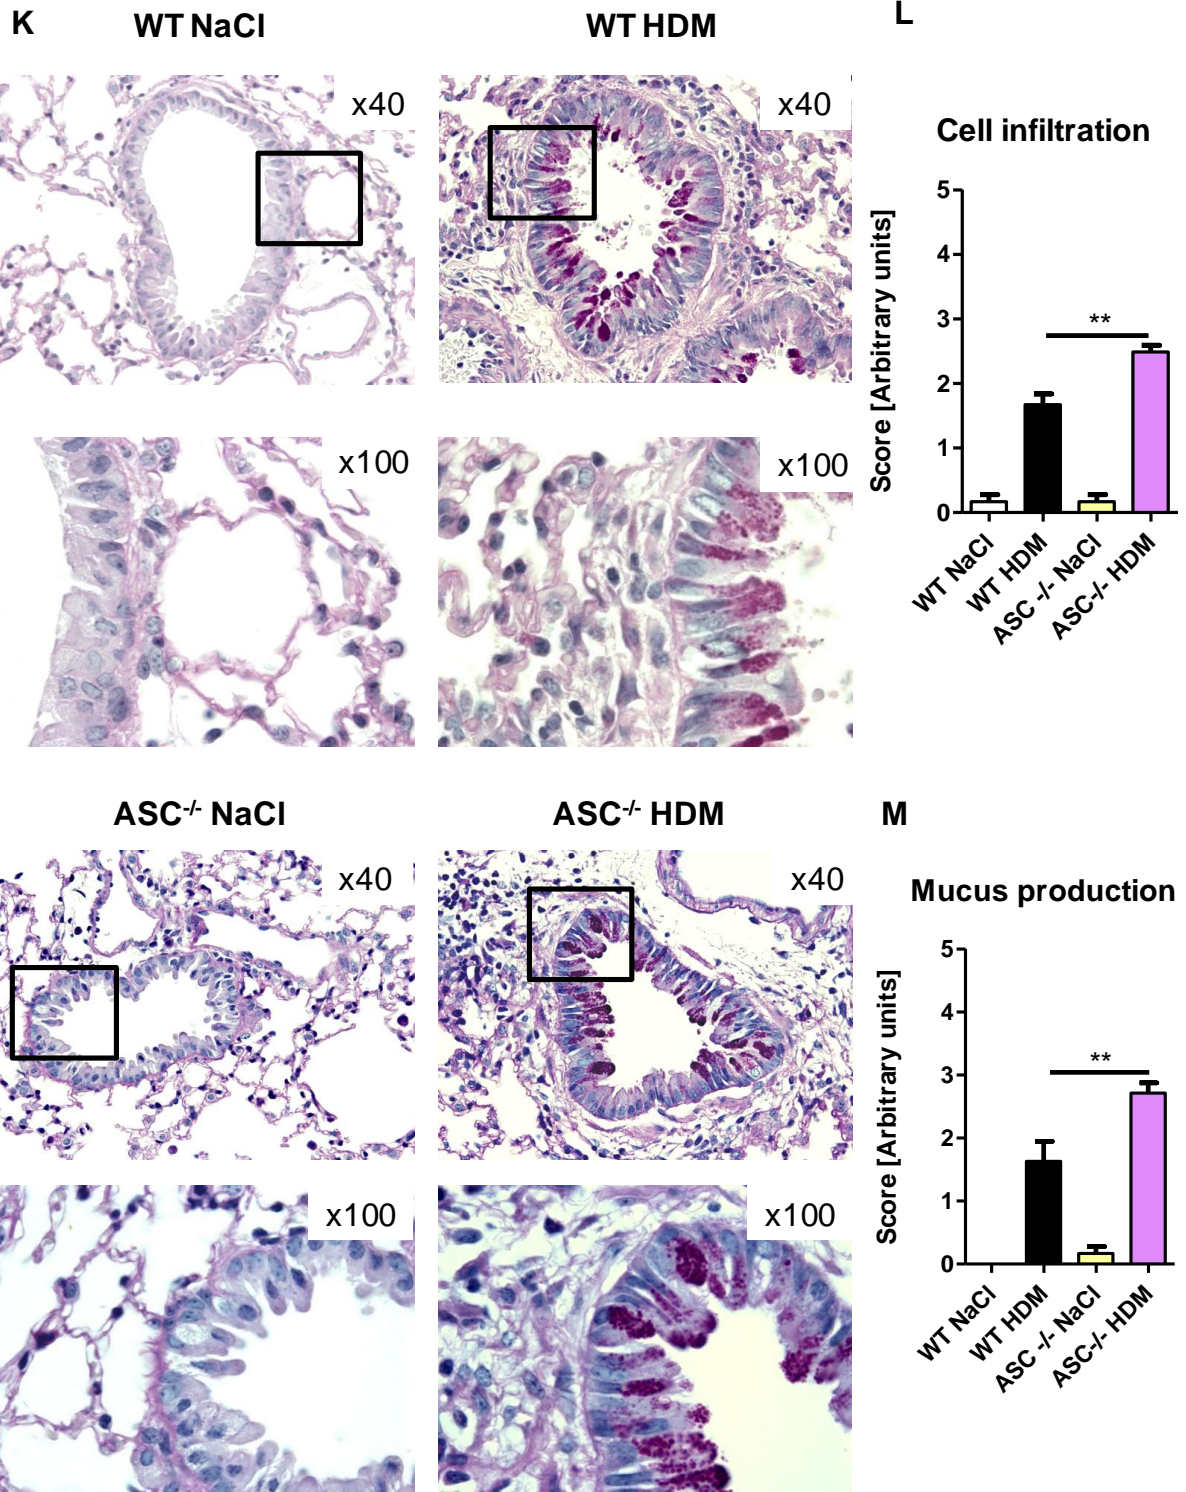 K
WT NaCl
WT HDM
x40
x40
x100
x100
L
Cell infiltration
Score [Arbitrary units]
5
4
3
2
1
0
**
WT NaCl
WT HDM
ASC -/- NaCl
ASC-/- HDM
ASC-/- NaCl
ASC-/- HDM
x40
x40
x100
x100
M
Mucus production
Score [Arbitrary units]
5
4
3
2
1
0
**
WT NaCl
WT HDM
ASC -/- NaCl
ASC-/- HDM